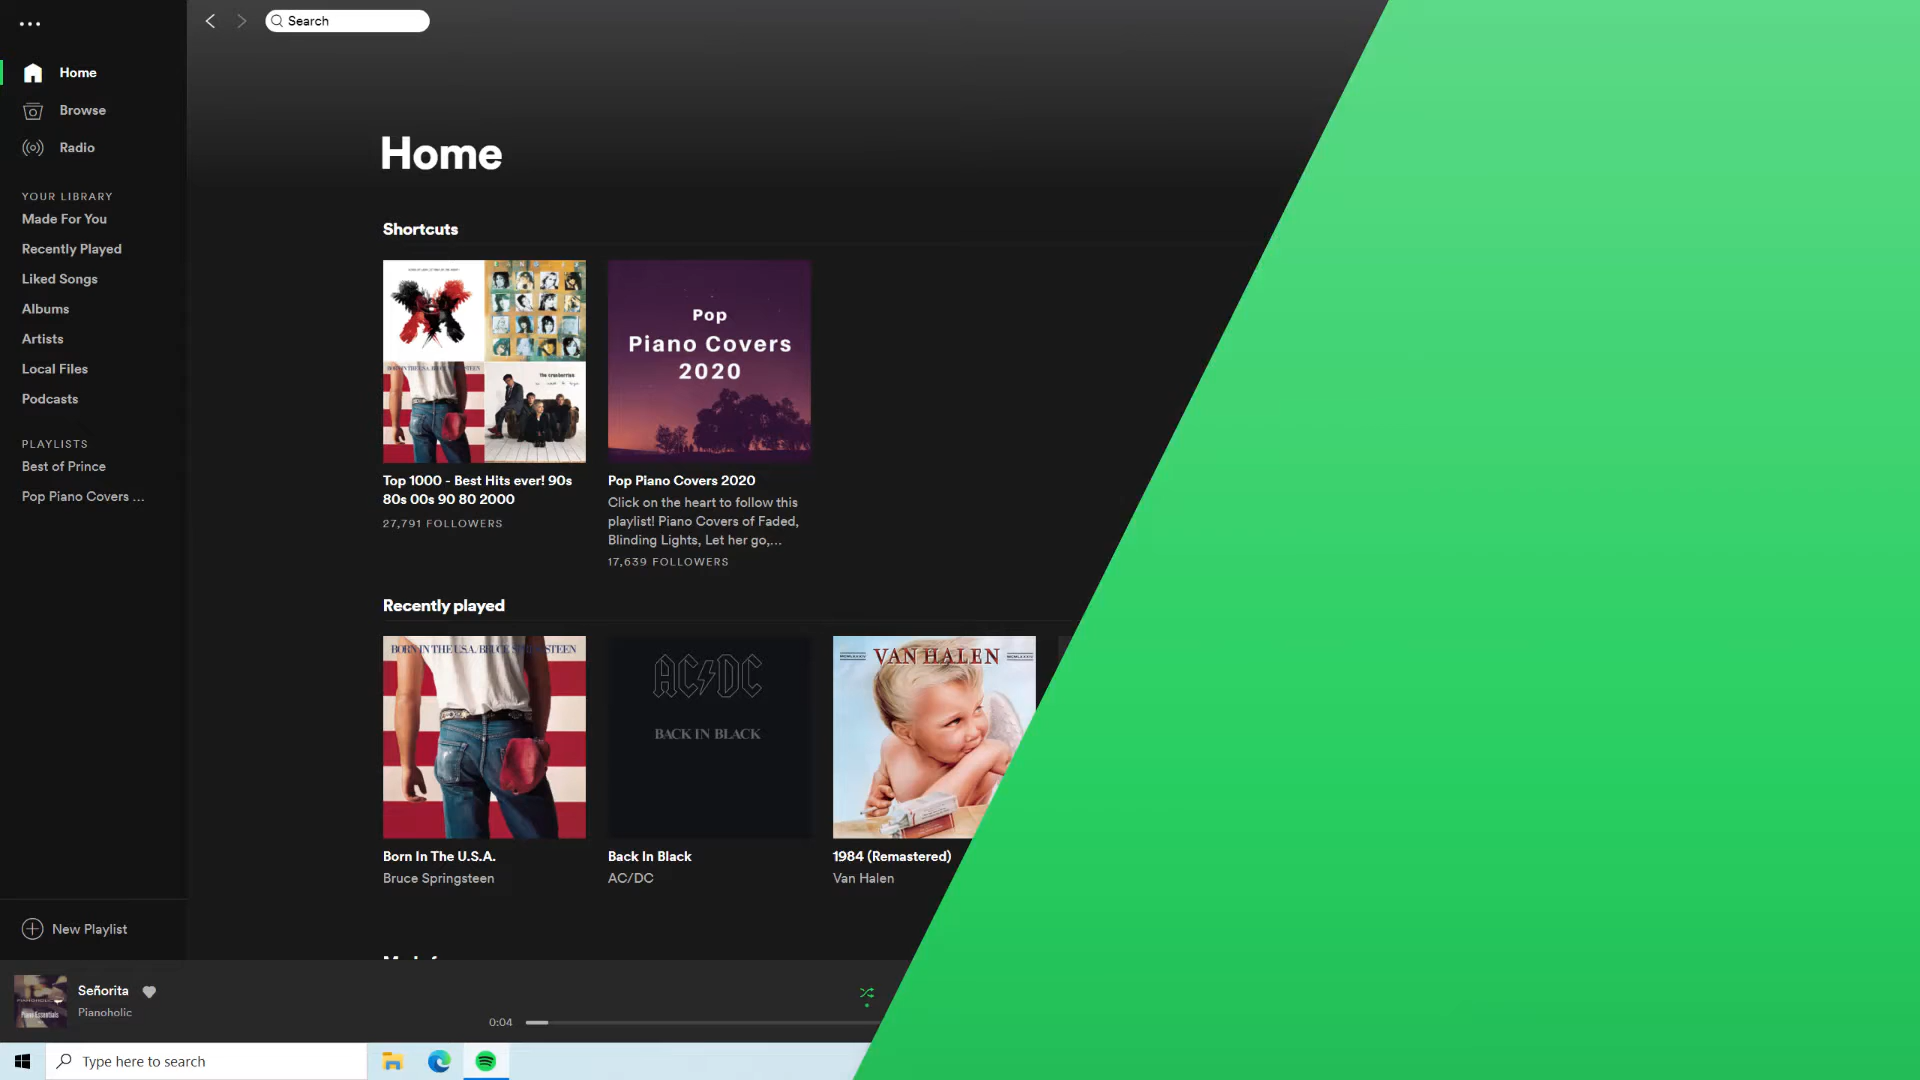 Search
Home
Browse
Radio
YOUR LIBRARY
Made For You
Recently Played
Liked Songs
Albums
Artists
Local Files
Podcasts
PLAYLISTS
Best of Prince
Pop Piano Covers ...
New Playlist
Home
Shortcuts
Pop
Piano Covers
2020
the cranberries
Top 1000 - Best Hits ever! 90s
80s 00s 90 80 2000
27,791 FOLLOWERS
Pop Piano Covers 2020
Click on the heart to follow this
playlist! Piano Covers of Faded,
Blinding Lights, Let her go,...
17,639 FOLLOWERS
Recently played
BORN IN THE U.S.A. BRUCE SPRINGSTEEN
AC DC
BACK IN BLACK
VAN HALEN
Born In The U.S.A.
Bruce Springsteen
Back In Black
AC/DC
1984 (Remastered)
Van Halen
Señorita
Pianoholic
0:04
Type here to search